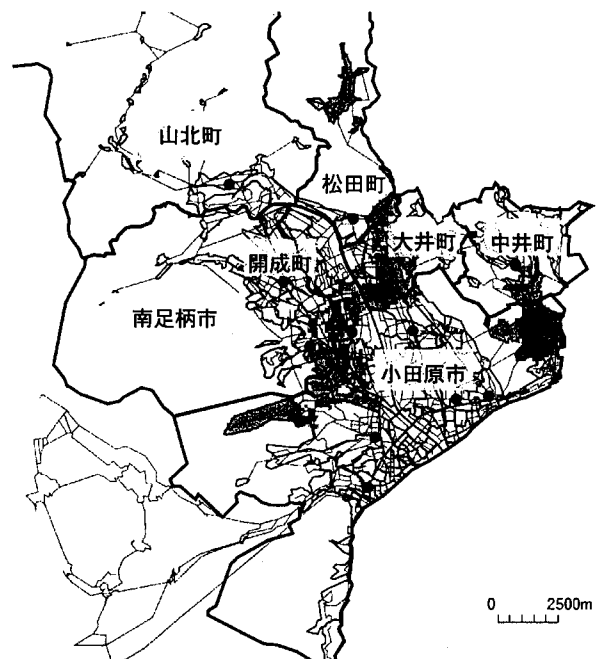 山北町
松田町
大井町
中井町
開成町
南足柄市
小田原市
0 2500m